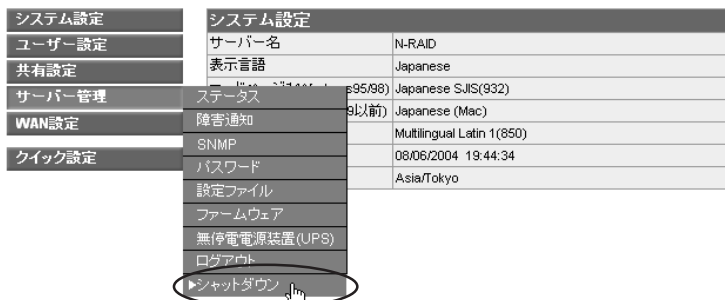 システム設定
ユーザー設定
共有設定
サーバー管理
WAN設定
クイック設定
システム設定
サーバー名 N-RAID
表示言語 Japanese
s95/98) Japanese SJIS(932)
9以前) Japanese (Mac)
Multilingual Latin 1(850)
08/06/2004 19:44:34
Asia/Tokyo
ステータス
障害通知
SNMP
パスワード
設定ファイル
ファームウェア
無停電電源装置(UPS)
ログアウト
▶シャットダウン